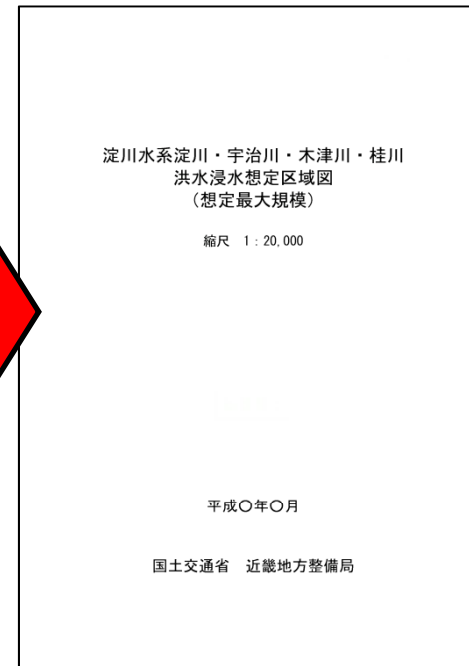 淀川水系淀川・宇治川・木津川・桂川
洪水浸水想定区域図
（想定最大規模）
縮尺 1：20,000
平成〇年〇月
国土交通省 近畿地方整備局